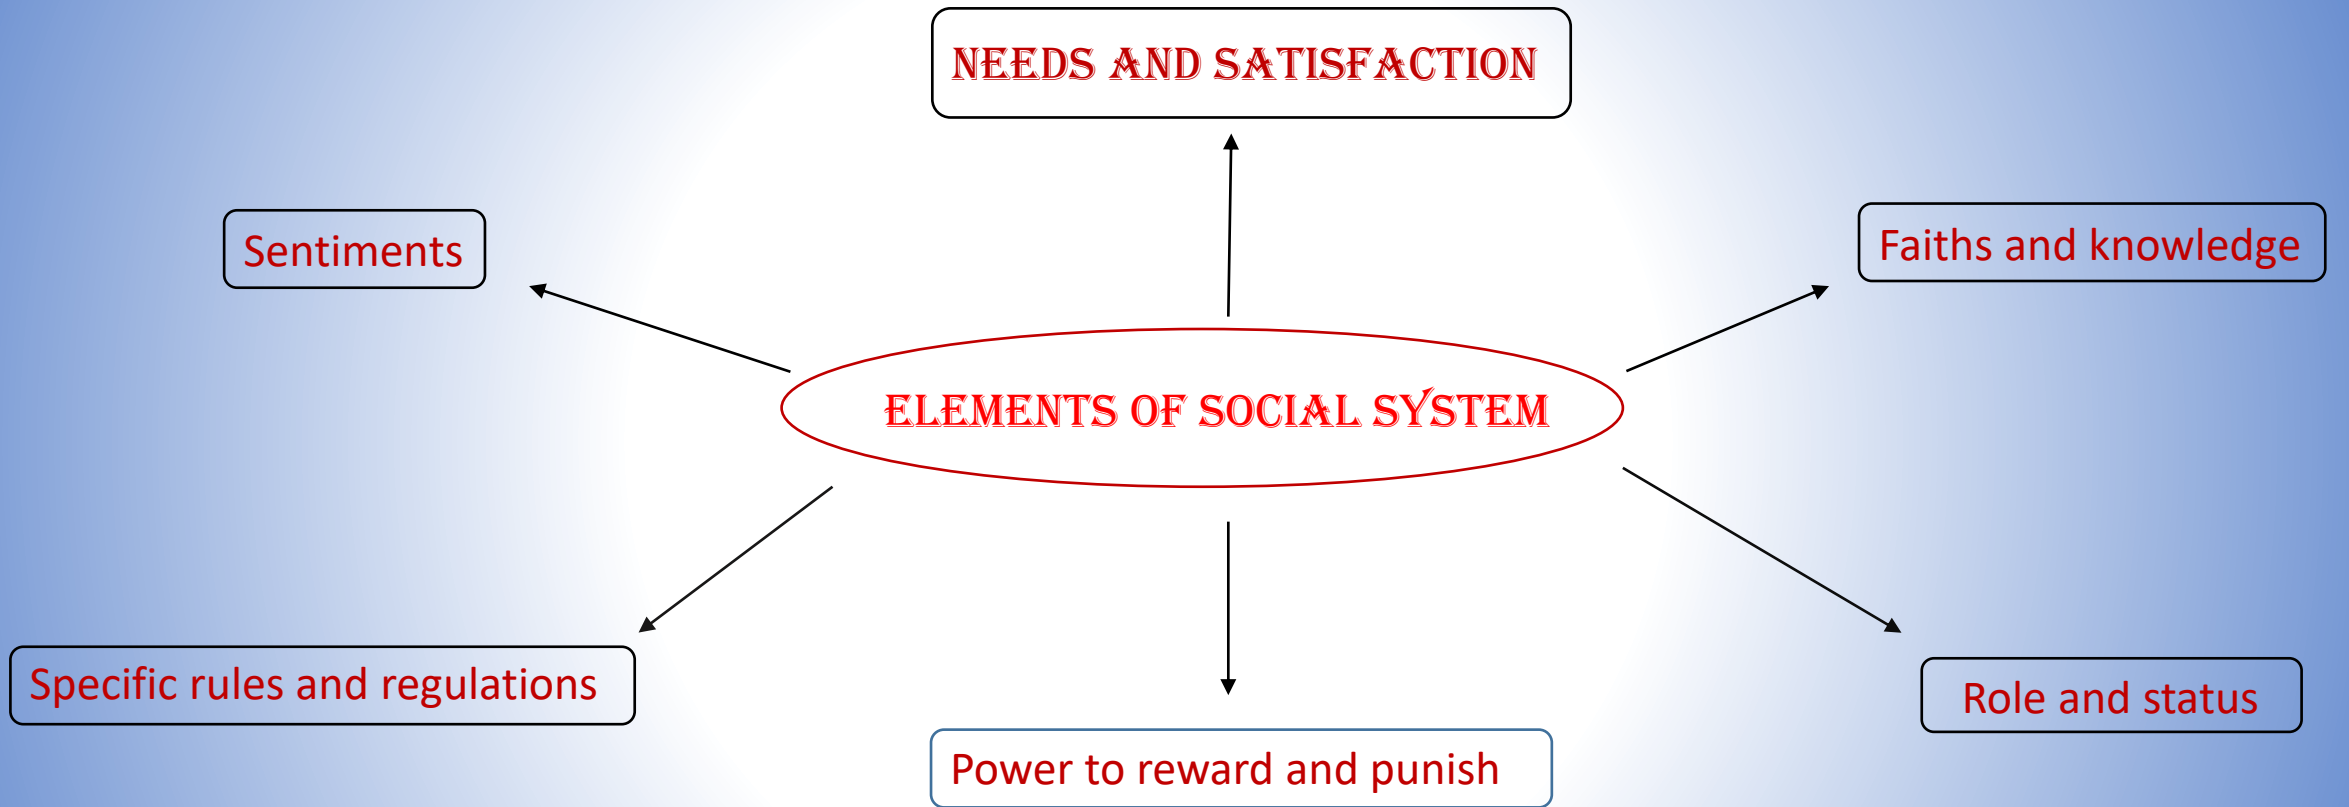 NEEDS AND SATISFACTION
Sentiments
Faiths and knowledge
ELEMENTS OF SOCIAL SYSTEM
Specific rules and regulations
Role and status
Power to reward and punish